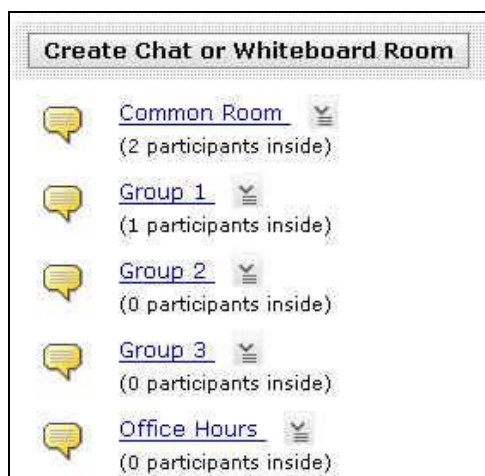 Create Chat or Whiteboard Room
Common Room
(2 participants inside)
Group 1
(1 participants inside)
Group 2
(0 participants inside)
Group 3
(0 participants inside)
Office Hours
(0 participants inside)